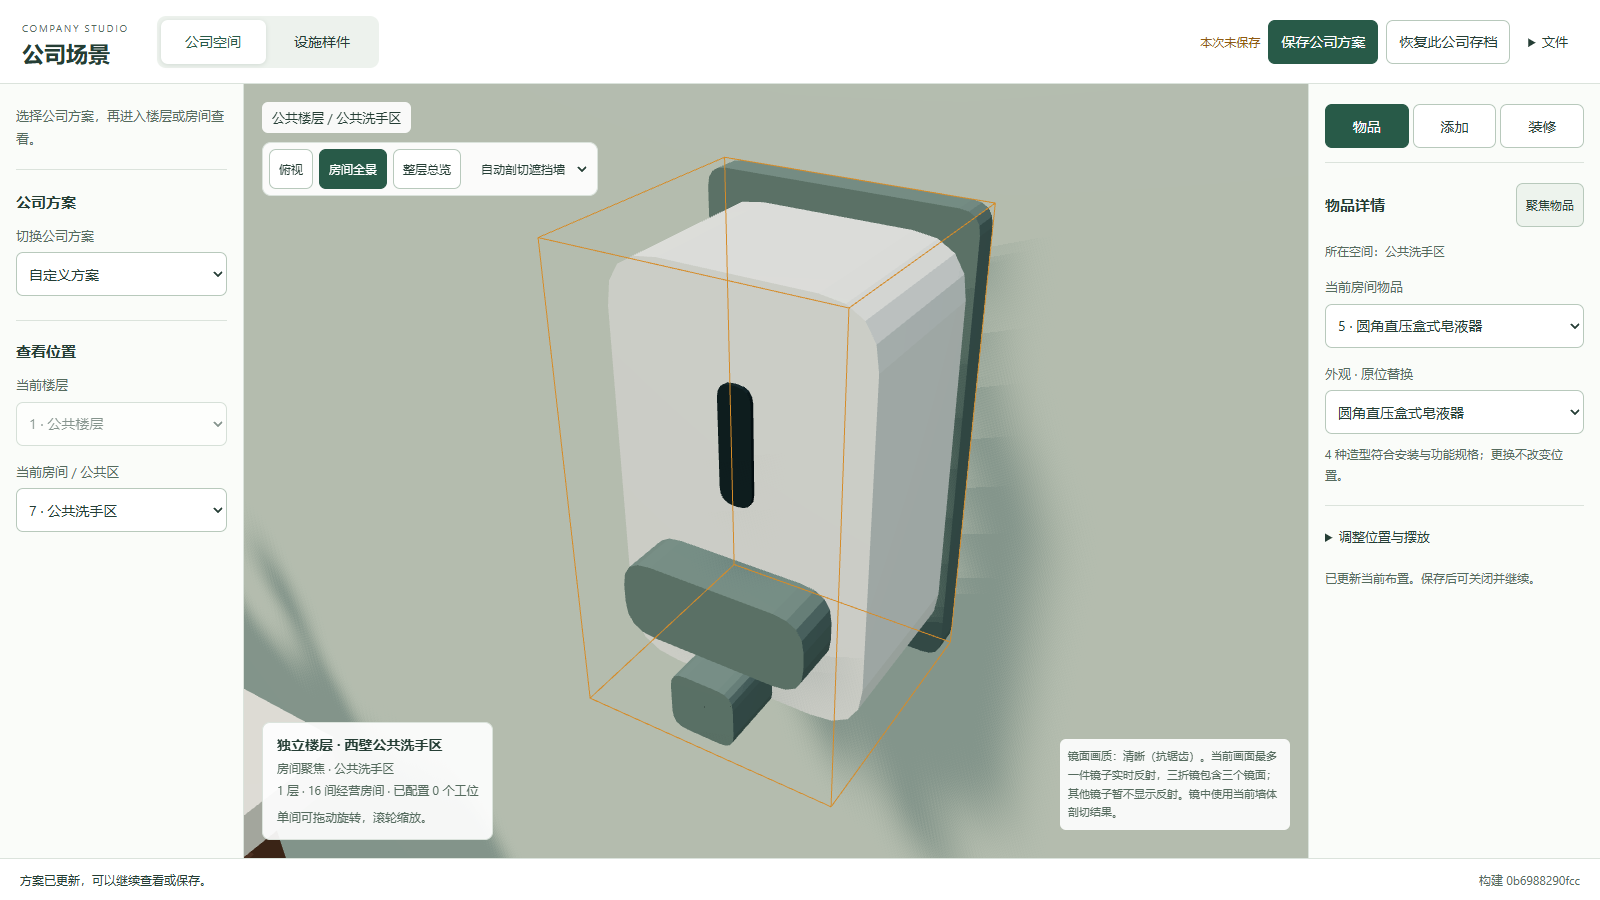 COMPANY STUDIO
公司场景
公司空间
设施样件
本次未保存
保存公司方案
恢复此公司存档
▶ 文件
选择公司方案，再进入楼层或房间查
看。
公司方案
切换公司方案
自定义方案
查看位置
当前楼层
1 · 公共楼层
当前房间 / 公共区
7 · 公共洗手区
公共楼层 / 公共洗手区
俯视
房间全景
整层总览
自动剖切遮挡墙
独立楼层 · 西壁公共洗手区
房间聚焦 · 公共洗手区
1 层 · 16 间经营房间 · 已配置 0 个工位
单间可拖动旋转，滚轮缩放。
镜面画质：清晰（抗锯齿）。当前画面最多
一件镜子实时反射，三折镜包含三个镜面；
其他镜子暂不显示反射。镜中使用当前墙体
剖切结果。
物品
添加
装修
物品详情
聚焦物品
所在空间：公共洗手区
当前房间物品
5 · 圆角直压盒式皂液器
外观 · 原位替换
圆角直压盒式皂液器
4 种造型符合安装与功能规格；更换不改变位
置。
▶ 调整位置与摆放
已更新当前布置。保存后可关闭并继续。
方案已更新，可以继续查看或保存。
构建 0b6988290fcc